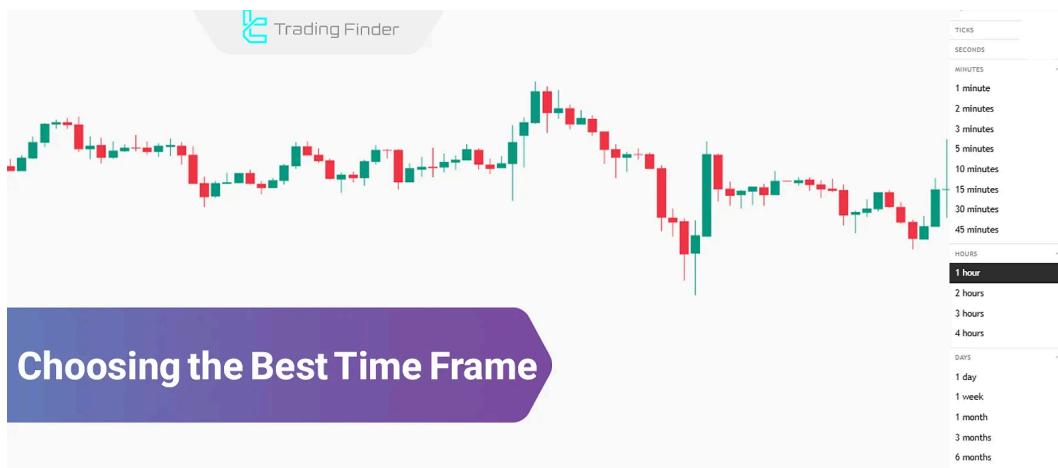 Trading Finder
TICKS
SECONDS
MINUTES
1 minute
2 minutes
3 minutes
5 minutes
10 minutes
15 minutes
30 minutes
45 minutes
HOURS
1 hour
2 hours
3 hours
4 hours
DAYS
1 day
1 week
1 month
3 months
6 months
Choosing the Best Time Frame